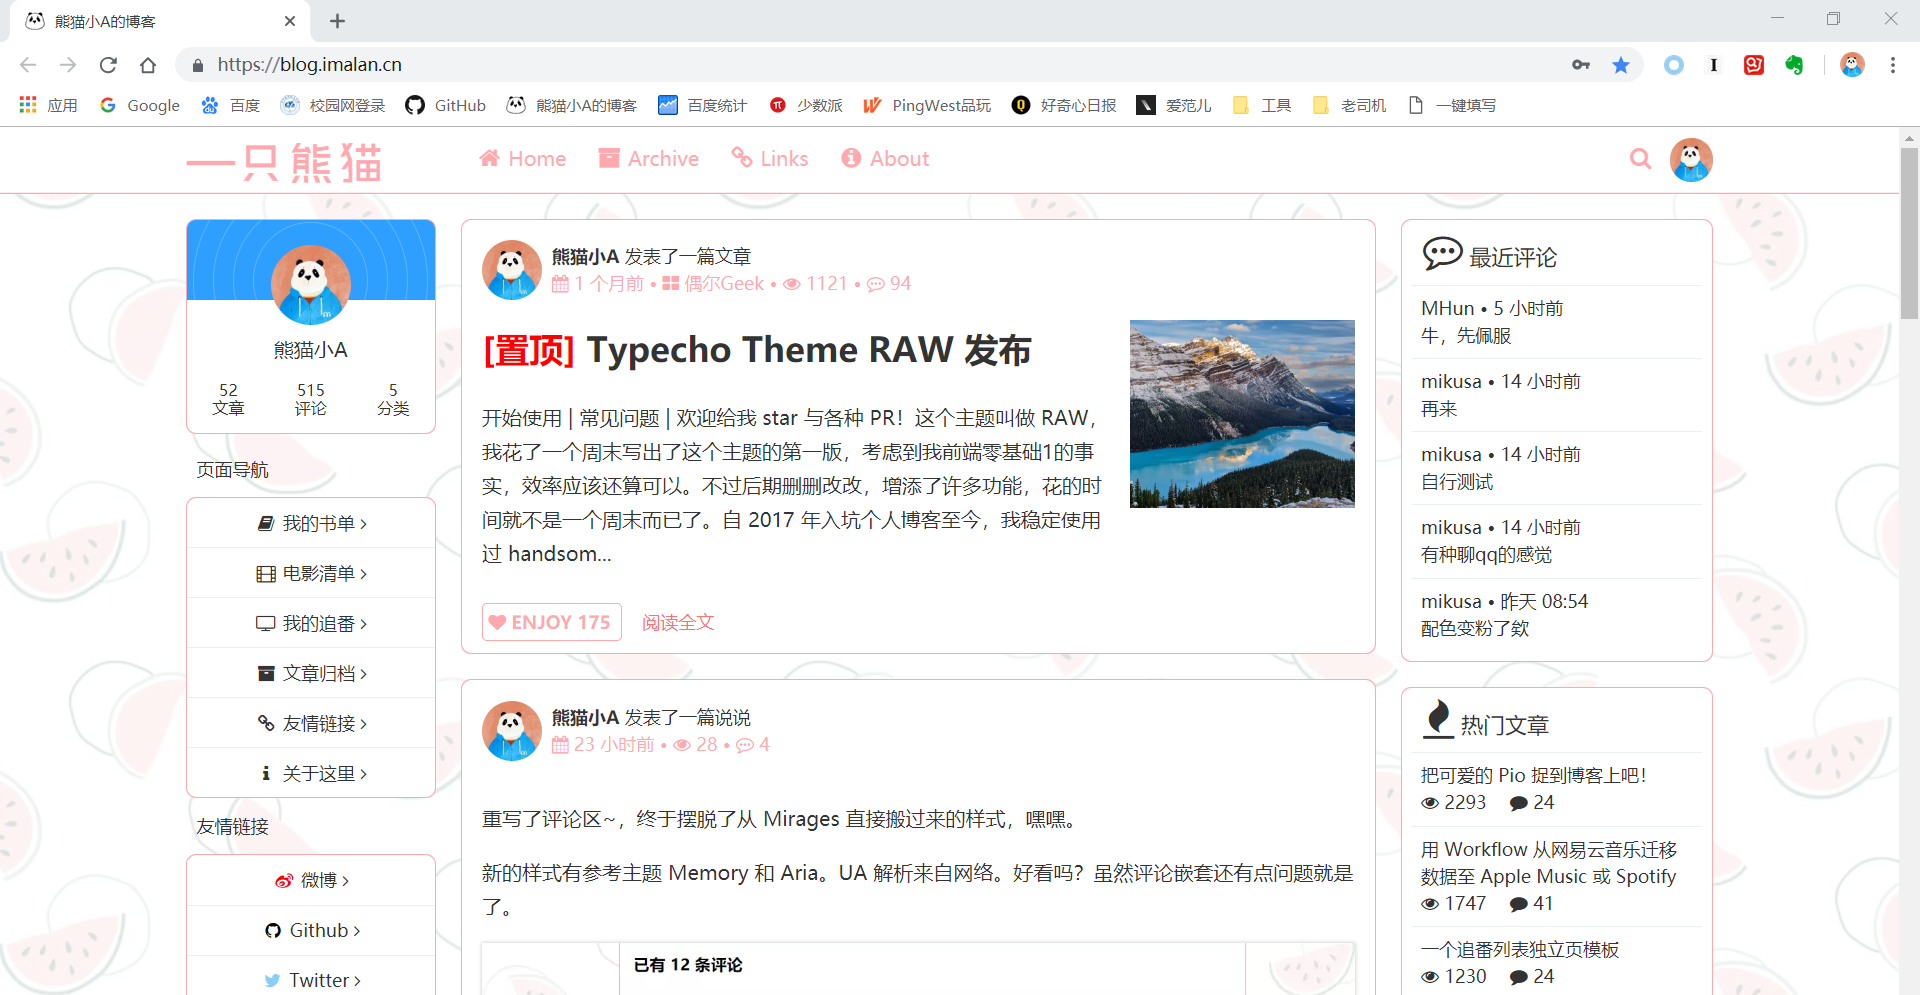 熊猫小A的博客
https://blog.imalan.cn
应用 Google 百度 校园网登录 GitHub 熊猫小A的博客 百度统计 少数派 PingWest品玩 好奇心日报 爱范儿 工具 老司机 一键填写
一只熊猫 Home Archive Links About
熊猫小A
52 515 5
文章 评论 分类
页面导航
我的书单
电影清单
我的追番
文章归档
友情链接
关于这里
友情链接
微博
Github
Twitter
熊猫小A 发表了一篇文章
1 个月前 • 偶尔Geek • 1121 • 94
[置顶] Typecho Theme RAW 发布
开始使用 | 常见问题 | 欢迎给我 star 与各种 PR！这个主题叫做 RAW，
我花了一个周末写出了这个主题的第一版，考虑到我前端零基础1的事
实，效率应该还算可以。不过后期删删改改，增添了许多功能，花的时
间就不是一个周末而已了。自 2017 年入坑个人博客至今，我稳定使用
过 handsom...
ENJOY 175 阅读全文
熊猫小A 发表了一篇说说
23 小时前 • 28 • 4
重写了评论区~，终于摆脱了从 Mirages 直接搬过来的样式，嘿嘿。
新的样式有参考主题 Memory 和 Aria。UA 解析来自网络。好看吗？虽然评论嵌套还有点问题就是
了。
已有 12 条评论
最近评论
MHun • 5 小时前
牛，先佩服
mikusa • 14 小时前
再来
mikusa • 14 小时前
自行测试
mikusa • 14 小时前
有种聊qq的感觉
mikusa • 昨天 08:54
配色变粉了欸
热门文章
把可爱的 Pio 捉到博客上吧！
2293 24
用 Workflow 从网易云音乐迁移
数据至 Apple Music 或 Spotify
1747 41
一个追番列表独立页模板
1230 24